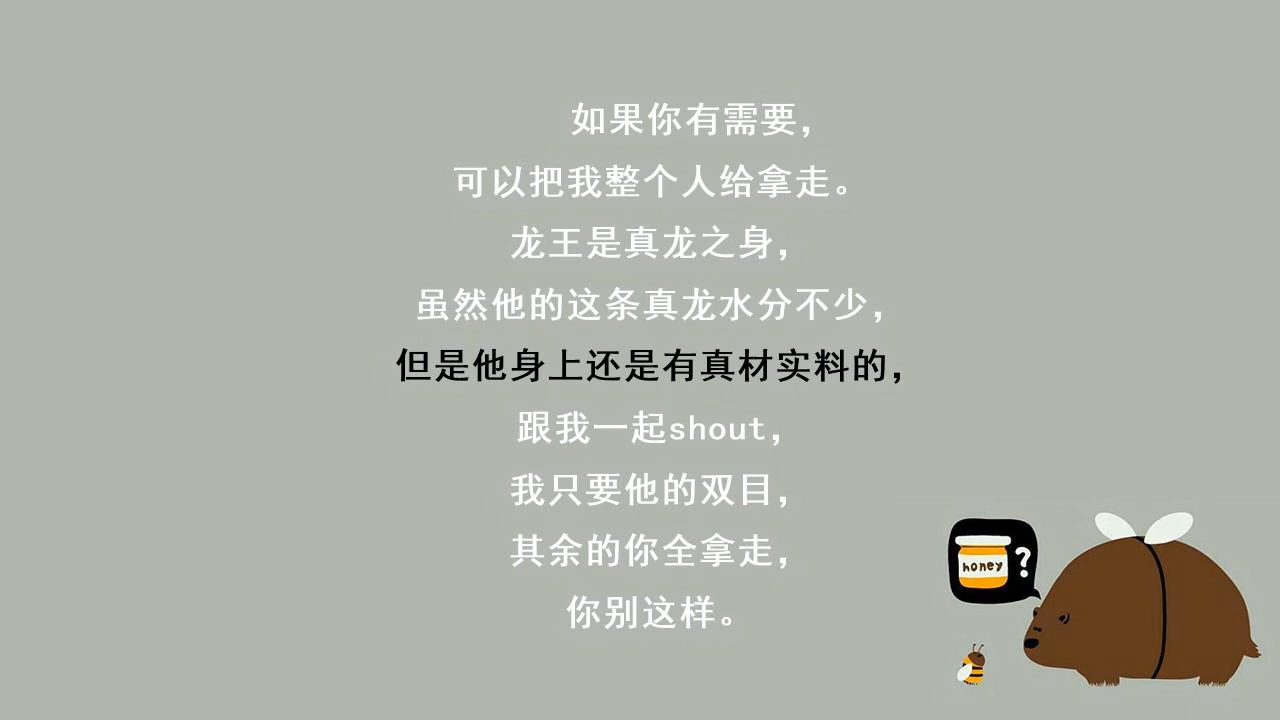 如果你有需要，
可以把我整个人给拿走。
龙王是真龙之身，
虽然他的这条真龙水分不少，
但是他身上还是有真材实料的，
跟我一起shout，
我只要他的双目，
其余的你全拿走，
你别这样。
honey
?